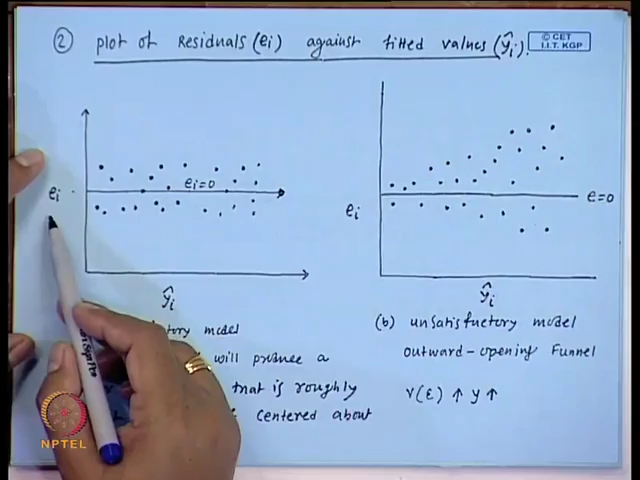 ② plot of Residuals (ei) against fitted values (ŷi).
© CET
I.I.T. KGP
ei
ei=0
ŷi
ei
e=0
ŷi
model
will produce a
that is roughly
centered about
(b) unsatisfactory model
outward-opening Funnel
V(ε) ↑ y ↑
NPTEL